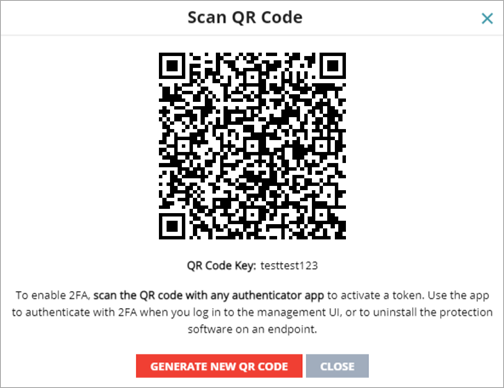 Scan QR Code
QR Code Key: testtest123
To enable 2FA, scan the QR code with any authenticator app to activate a token. Use the app
to authenticate with 2FA when you log in to the management UI, or to uninstall the protection
software on an endpoint.
GENERATE NEW QR CODE
CLOSE